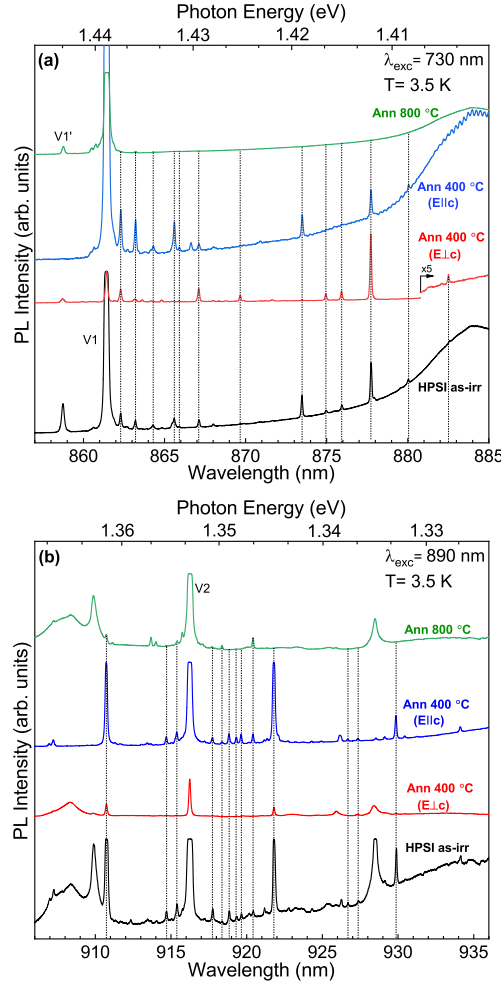 Photon Energy (eV)
1.44 1.43 1.42 1.41
(a)
λexc= 730 nm
T= 3.5 K
Ann 800 °C
V1'
Ann 400 °C
(E||c)
Ann 400 °C
(E⊥c)
x5
V1
HPSI as-irr
PL Intensity (arb. units)
860 865 870 875 880 885
Wavelength (nm)
Photon Energy (eV)
1.36 1.35 1.34 1.33
(b)
λexc= 890 nm
T= 3.5 K
V2
Ann 800 °C
Ann 400 °C
(E||c)
Ann 400 °C
(E⊥c)
HPSI as-irr
PL Intensity (arb. units)
910 915 920 925 930 935
Wavelength (nm)